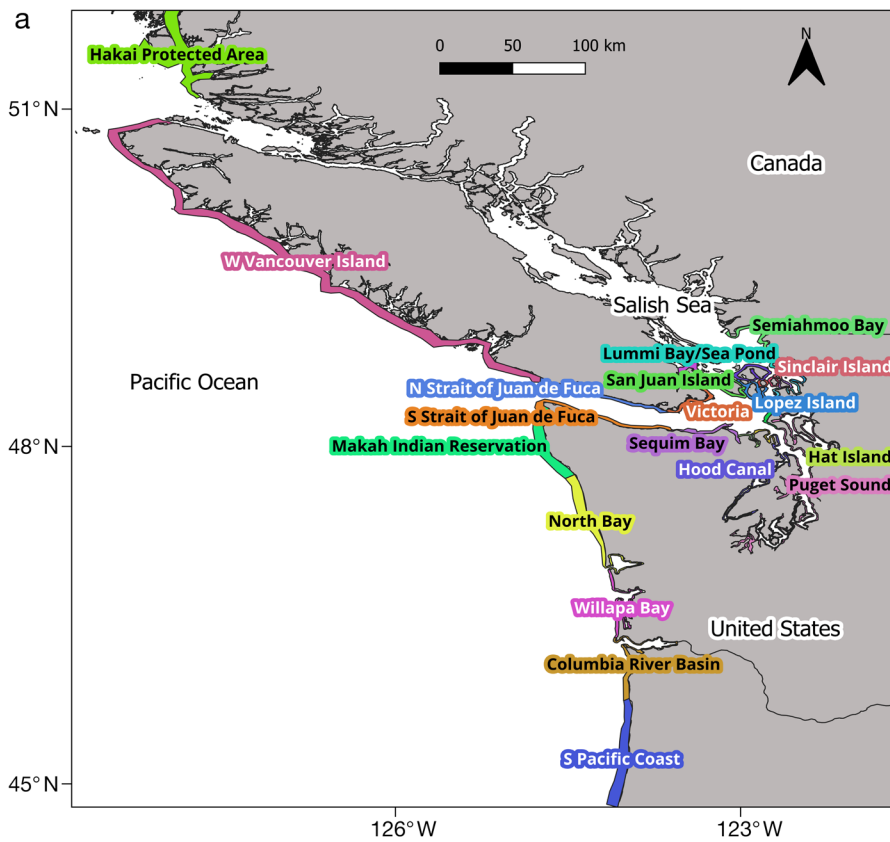 a
N
0 50 100 km
Hakai Protected Area
51°N
Canada
W Vancouver Island
Salish Sea
Semiahmoo Bay
Lummi Bay/Sea Pond
Sinclair Island
Pacific Ocean
San Juan Island
N Strait of Juan de Fuca
Lopez Island
Victoria
S Strait of Juan de Fuca
48°N
Makah Indian Reservation
Sequim Bay
Hat Island
Hood Canal
Puget Sound
North Bay
Willapa Bay
United States
Columbia River Basin
S Pacific Coast
45°N
126°W 123°W